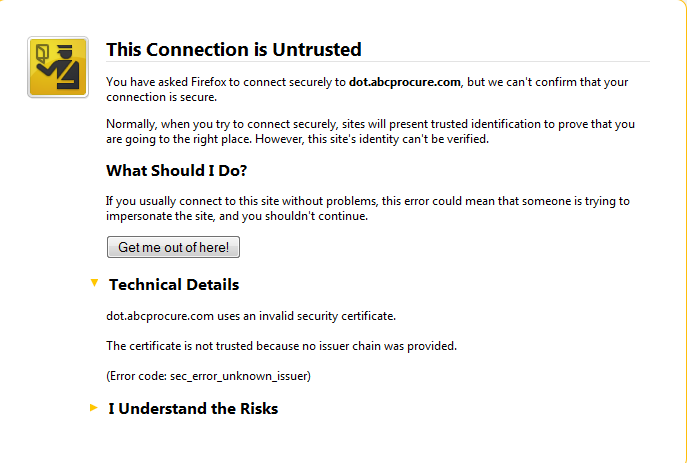 This Connection is Untrusted
You have asked Firefox to connect securely to dot.abcprocure.com, but we can't confirm that your
connection is secure.
Normally, when you try to connect securely, sites will present trusted identification to prove that you
are going to the right place. However, this site's identity can't be verified.
What Should I Do?
If you usually connect to this site without problems, this error could mean that someone is trying to
impersonate the site, and you shouldn't continue.
Get me out of here!
Technical Details
dot.abcprocure.com uses an invalid security certificate.
The certificate is not trusted because no issuer chain was provided.
(Error code: sec_error_unknown_issuer)
I Understand the Risks